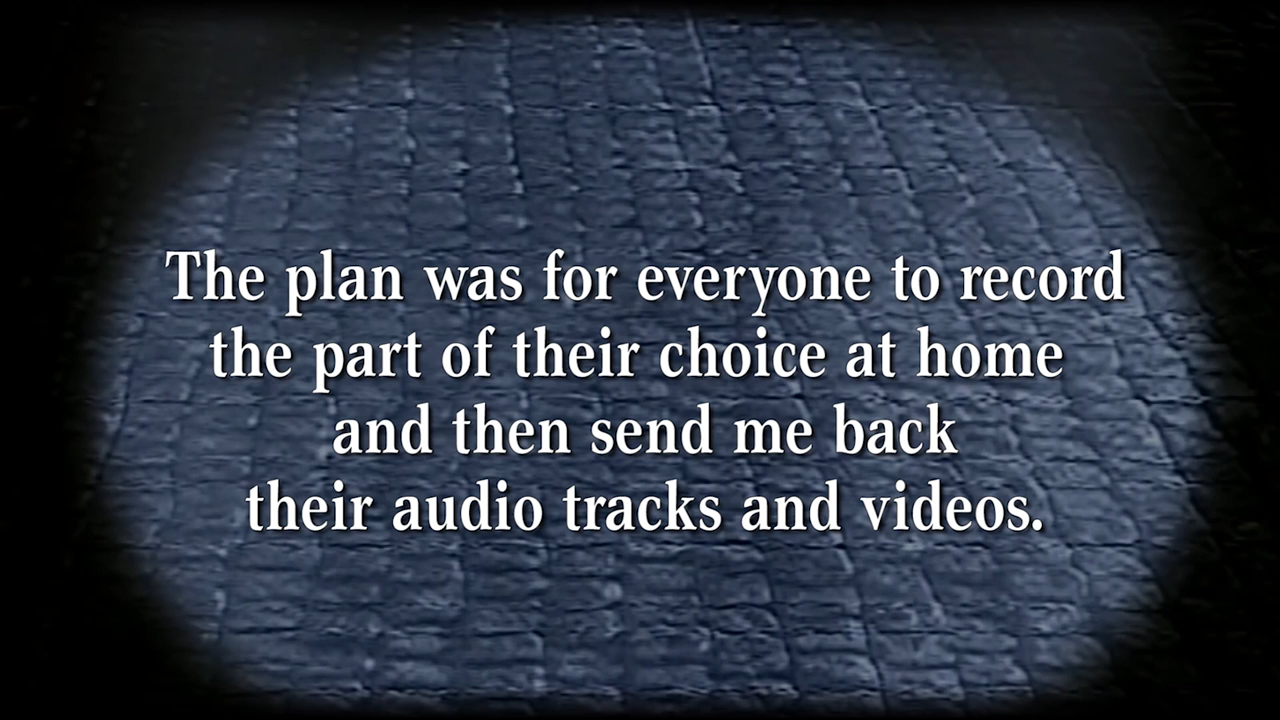 The plan was for everyone to record
the part of their choice at home
and then send me back
their audio tracks and videos.